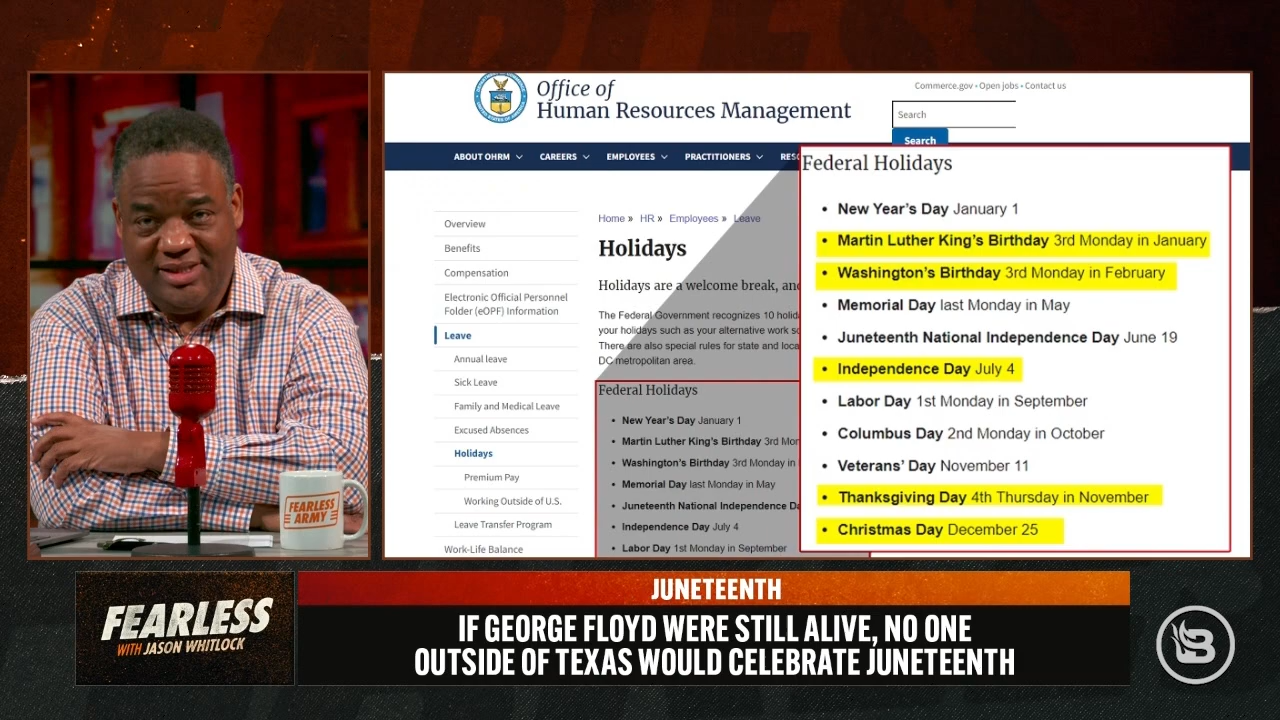 Office of
Human Resources Management
Commerce.gov • Open jobs • Contact us
Search
Search
ABOUT OHRM CAREERS EMPLOYEES PRACTITIONERS
Overview
Benefits
Compensation
Electronic Official Personnel
Folder (eOPF) Information
Leave
Annual leave
Sick Leave
Family and Medical Leave
Excused Absences
Holidays
Premium Pay
Working Outside of U.S.
Leave Transfer Program
Work-Life Balance
Home » HR » Employees » Leave
Holidays
Holidays are a welcome break, and
The Federal Government recognizes 10
your holidays such as your alternative work
There are also special rules for state and
DC metropolitan area.
Federal Holidays
• New Year's Day January 1
• Martin Luther King's Birthday 3rd
• Washington's Birthday 3rd Monday in
• Memorial Day last Monday in May
• Juneteenth National Independence
• Independence Day July 4
• Labor Day 1st Monday in September
Federal Holidays
• New Year's Day January 1
• Martin Luther King's Birthday 3rd Monday in January
• Washington's Birthday 3rd Monday in February
• Memorial Day last Monday in May
• Juneteenth National Independence Day June 19
• Independence Day July 4
• Labor Day 1st Monday in September
• Columbus Day 2nd Monday in October
• Veterans' Day November 11
• Thanksgiving Day 4th Thursday in November
• Christmas Day December 25
FEARLESS
ARMY
FEARLESS
WITH JASON WHITLOCK
JUNETEENTH
IF GEORGE FLOYD WERE STILL ALIVE, NO ONE
OUTSIDE OF TEXAS WOULD CELEBRATE JUNETEENTH
B